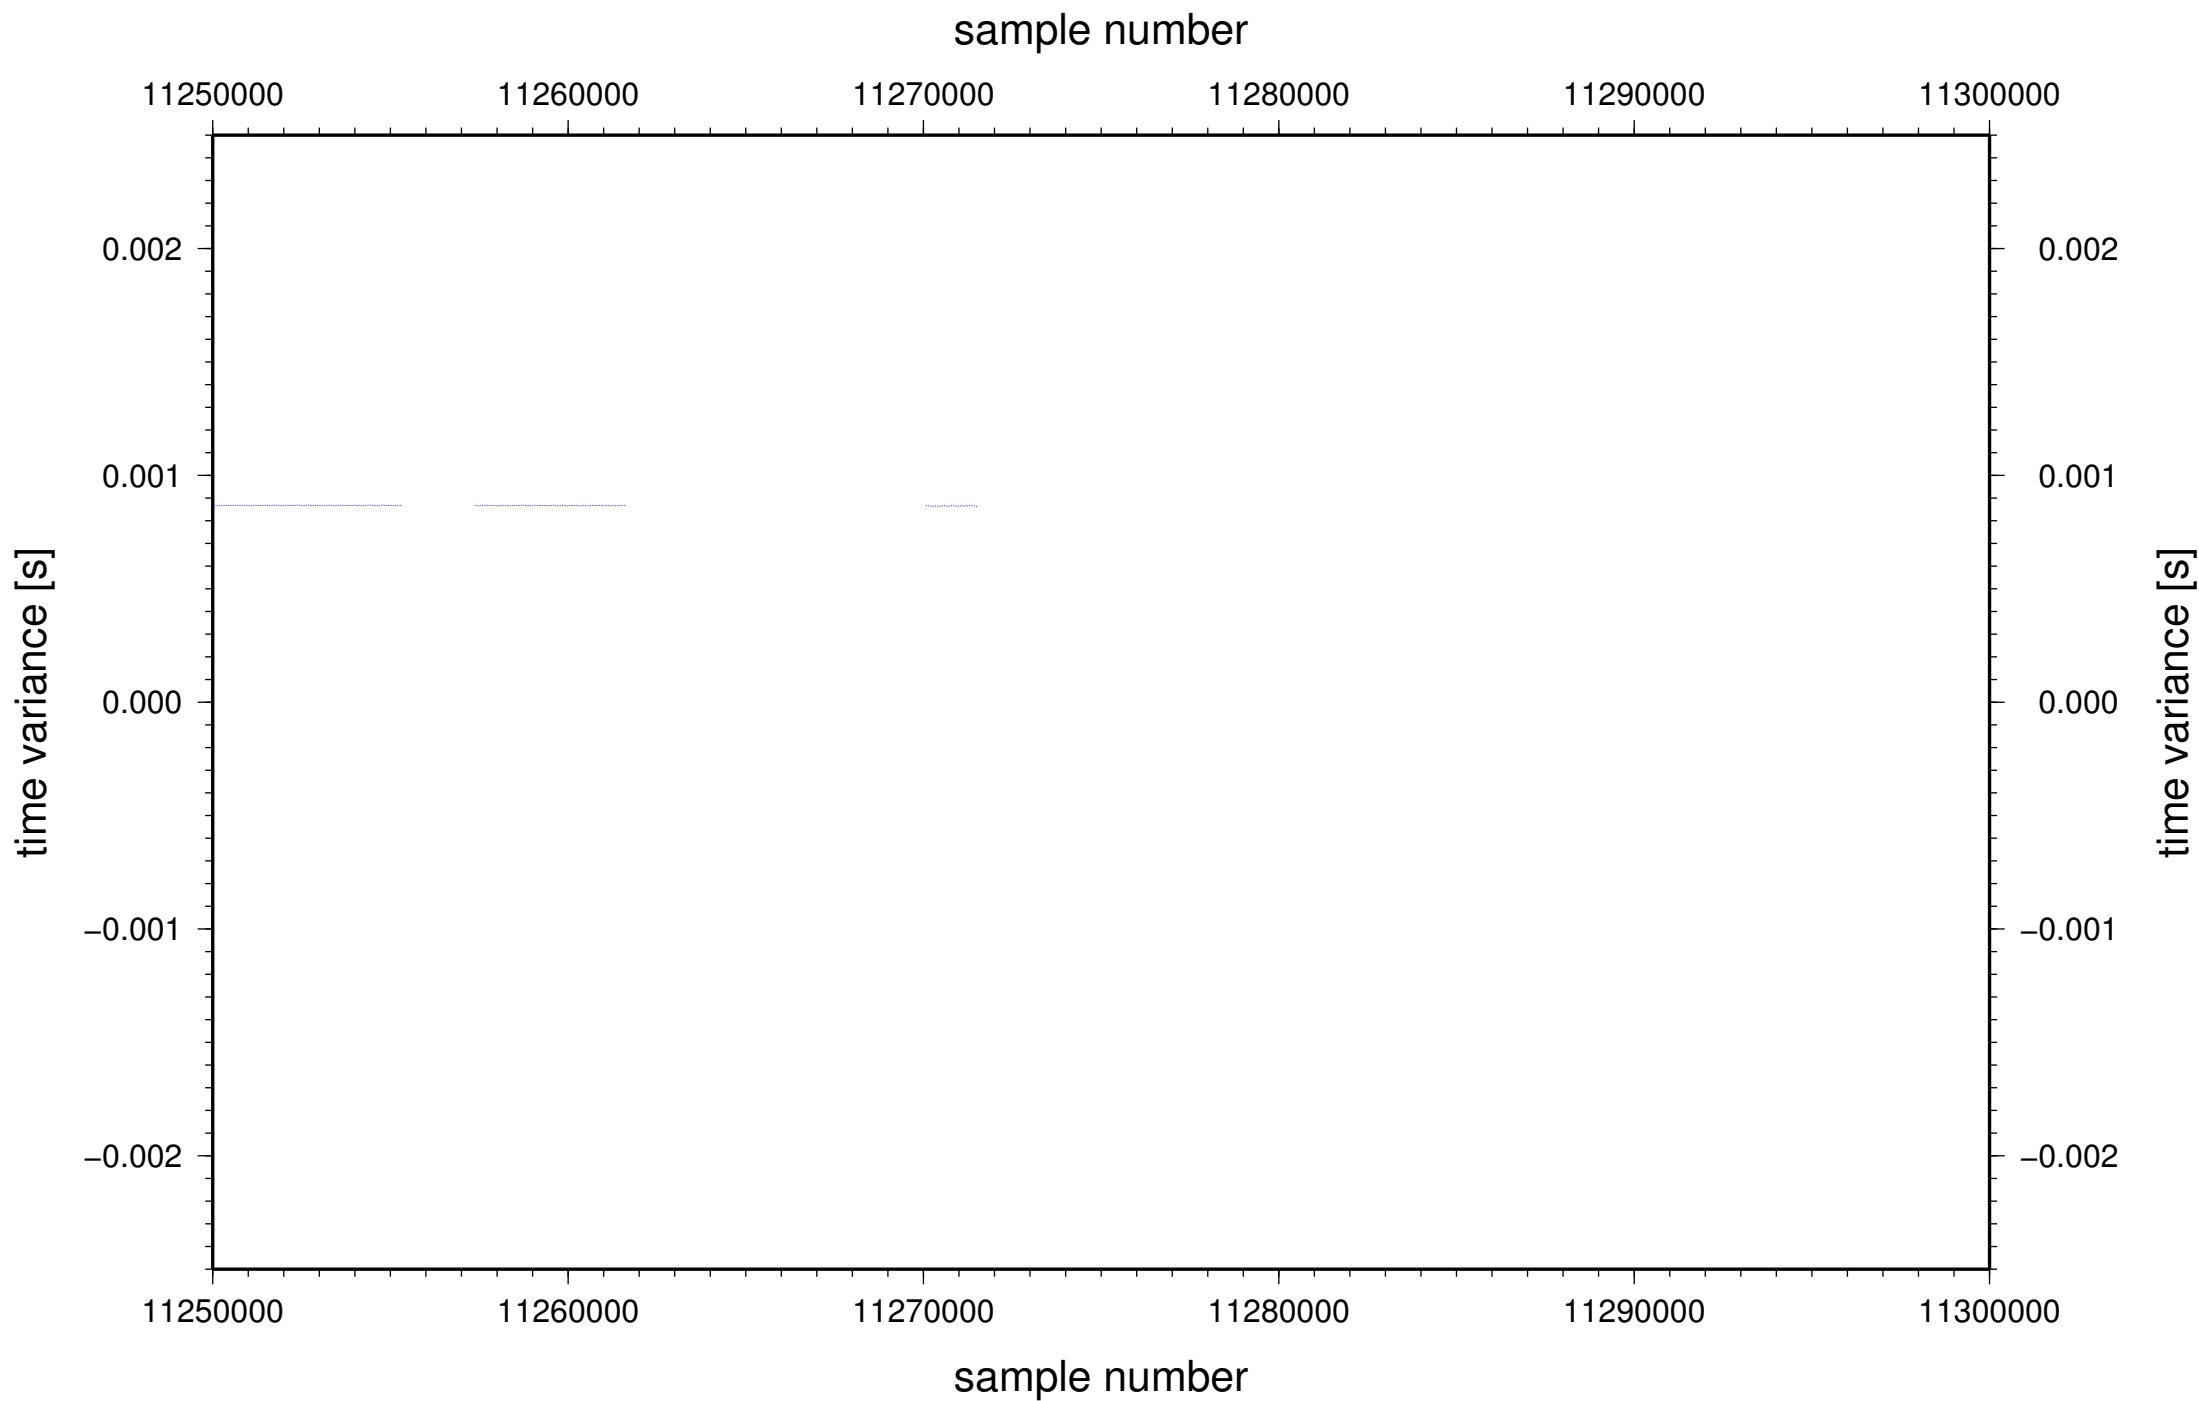 sample number
11250000 11260000 11270000 11280000 11290000 11300000
0.002 0.002
0.001 0.001
0.000 0.000
−0.001 −0.001
−0.002 −0.002
time variance [s]
time variance [s]
11250000 11260000 11270000 11280000 11290000 11300000
sample number